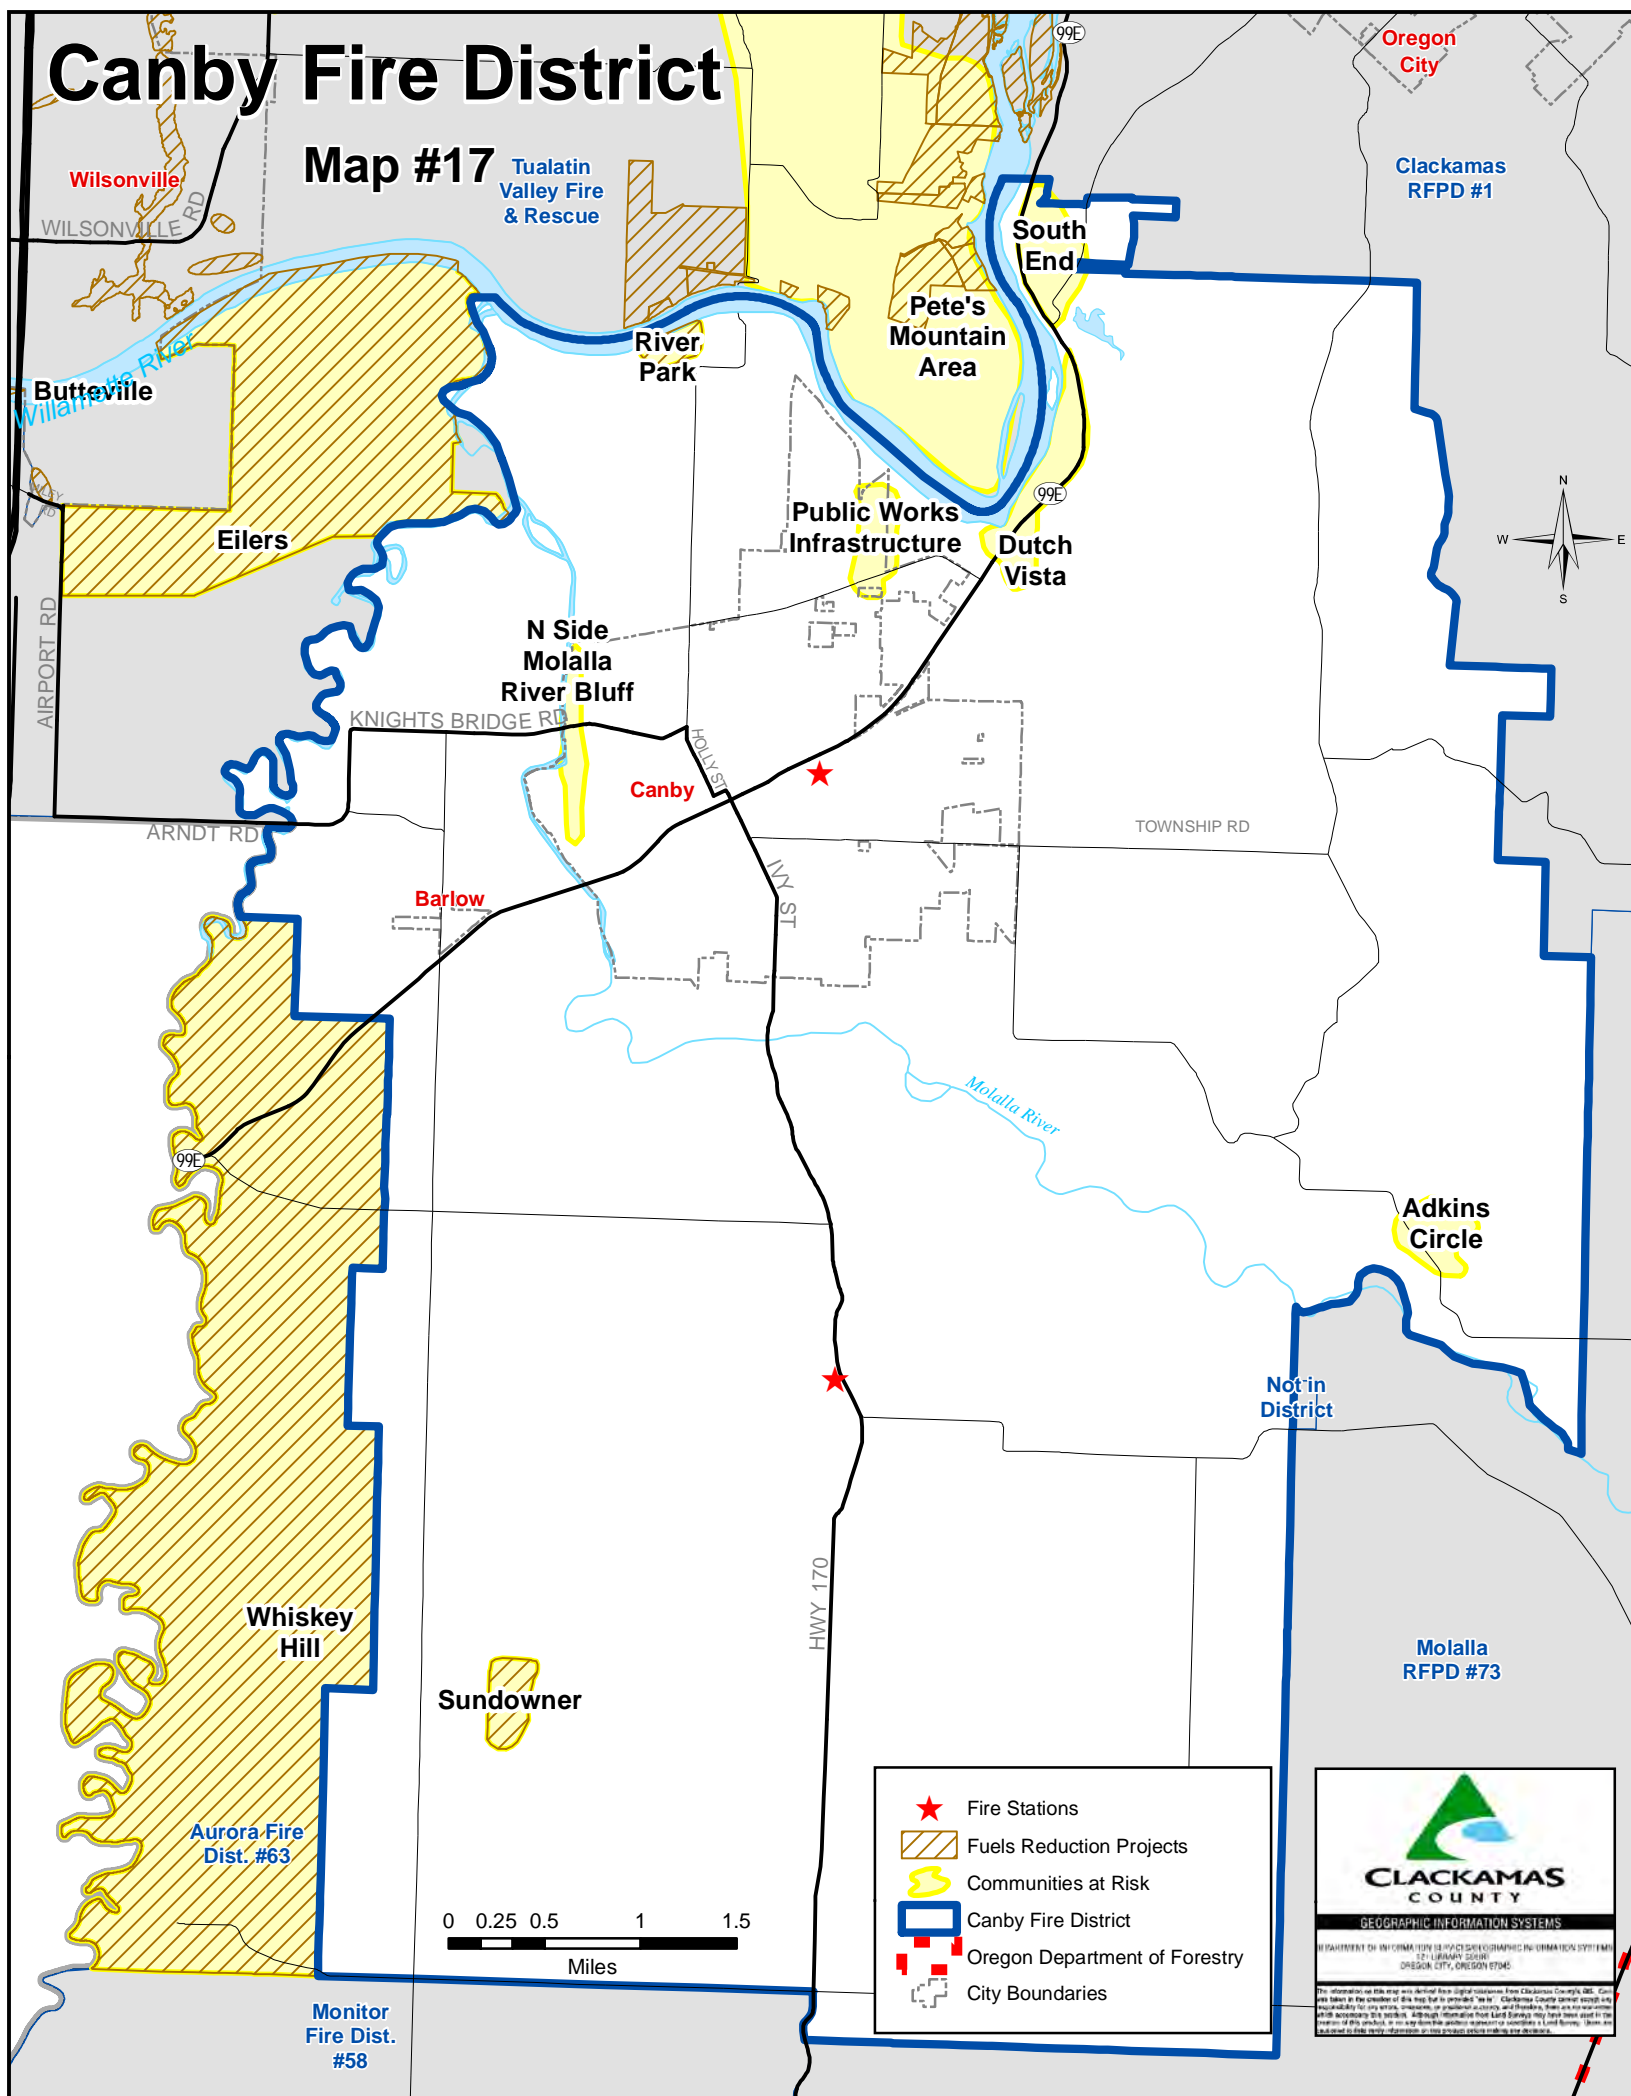 Canby Fire District
Map #17
99E
Oregon
City
Wilsonville
Tualatin
Valley Fire
& Rescue
Clackamas
RFPD #1
WILSONVILLE RD
South
End
Pete's
Mountain
Area
River
Park
Willamette River
Butteville
99E
N
W
E
S
Public Works
Infrastructure
Dutch
Vista
Eilers
AIRPORT RD
N Side
Molalla
River Bluff
KNIGHTS BRIDGE RD
HOLLY ST
Canby
ARNDT RD
TOWNSHIP RD
IVY ST
Barlow
Molalla River
99E
Adkins
Circle
Not in
District
HWY 170
Whiskey
Hill
Sundowner
Molalla
RFPD #73
Aurora Fire
Dist. #63
Monitor
Fire Dist.
#58
0 0.25 0.5 1 1.5
Miles
Fire Stations
Fuels Reduction Projects
Communities at Risk
Canby Fire District
Oregon Department of Forestry
City Boundaries
CLACKAMAS
COUNTY
GEOGRAPHIC INFORMATION SYSTEMS